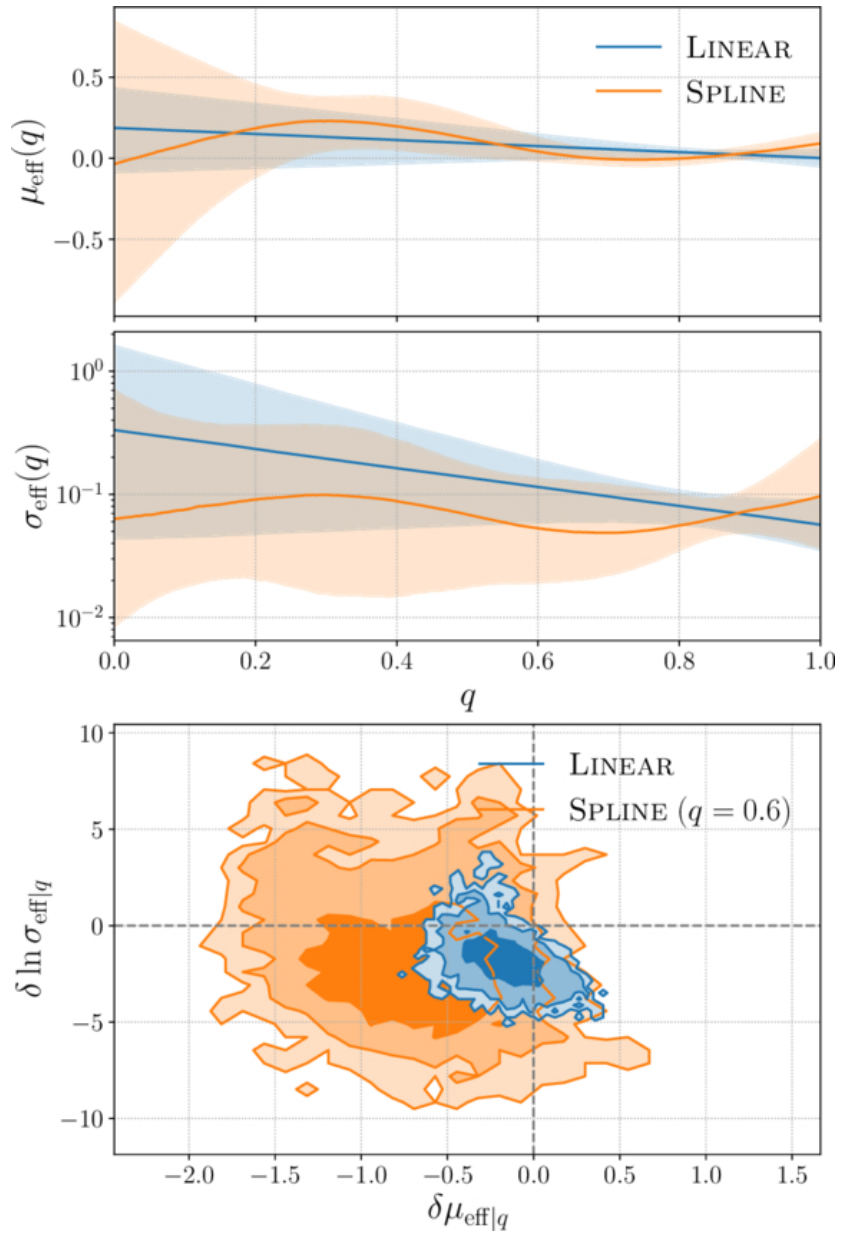 LINEAR
SPLINE
μeff(q)
0.5
0.0
−0.5
σeff(q)
10⁰
10⁻¹
10⁻²
0.0 0.2 0.4 0.6 0.8 1.0
q
LINEAR
SPLINE (q = 0.6)
δ ln σeff|q
10
5
0
−5
−10
−2.0 −1.5 −1.0 −0.5 0.0 0.5 1.0 1.5
δμeff|q